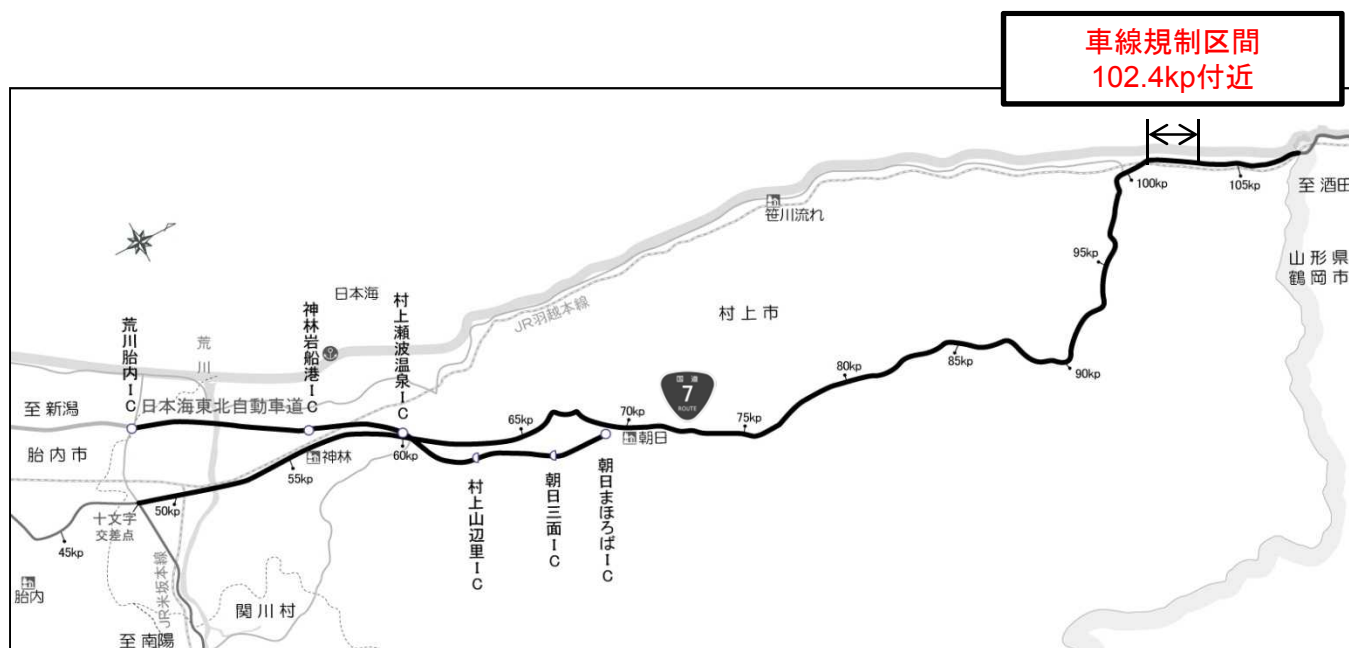 車線規制区間
102.4kp付近
100kp
105kp
至 酒田
笹川流れ
95kp
山形県
鶴岡市
日本海
村上瀬波温泉IC
神林岩船港IC
荒川胎内IC
荒川
JR羽越本線
村上市
80kp
85kp
90kp
国道
7
ROUTE
至 新潟
日本海東北自動車道
65kp
70kp
75kp
朝日
胎内市
神林
60kp
55kp
50kp
村上山辺里IC
朝日三面IC
朝日まほろばIC
十文字
交差点
45kp
JR米坂本線
胎内
関川村
至 南陽